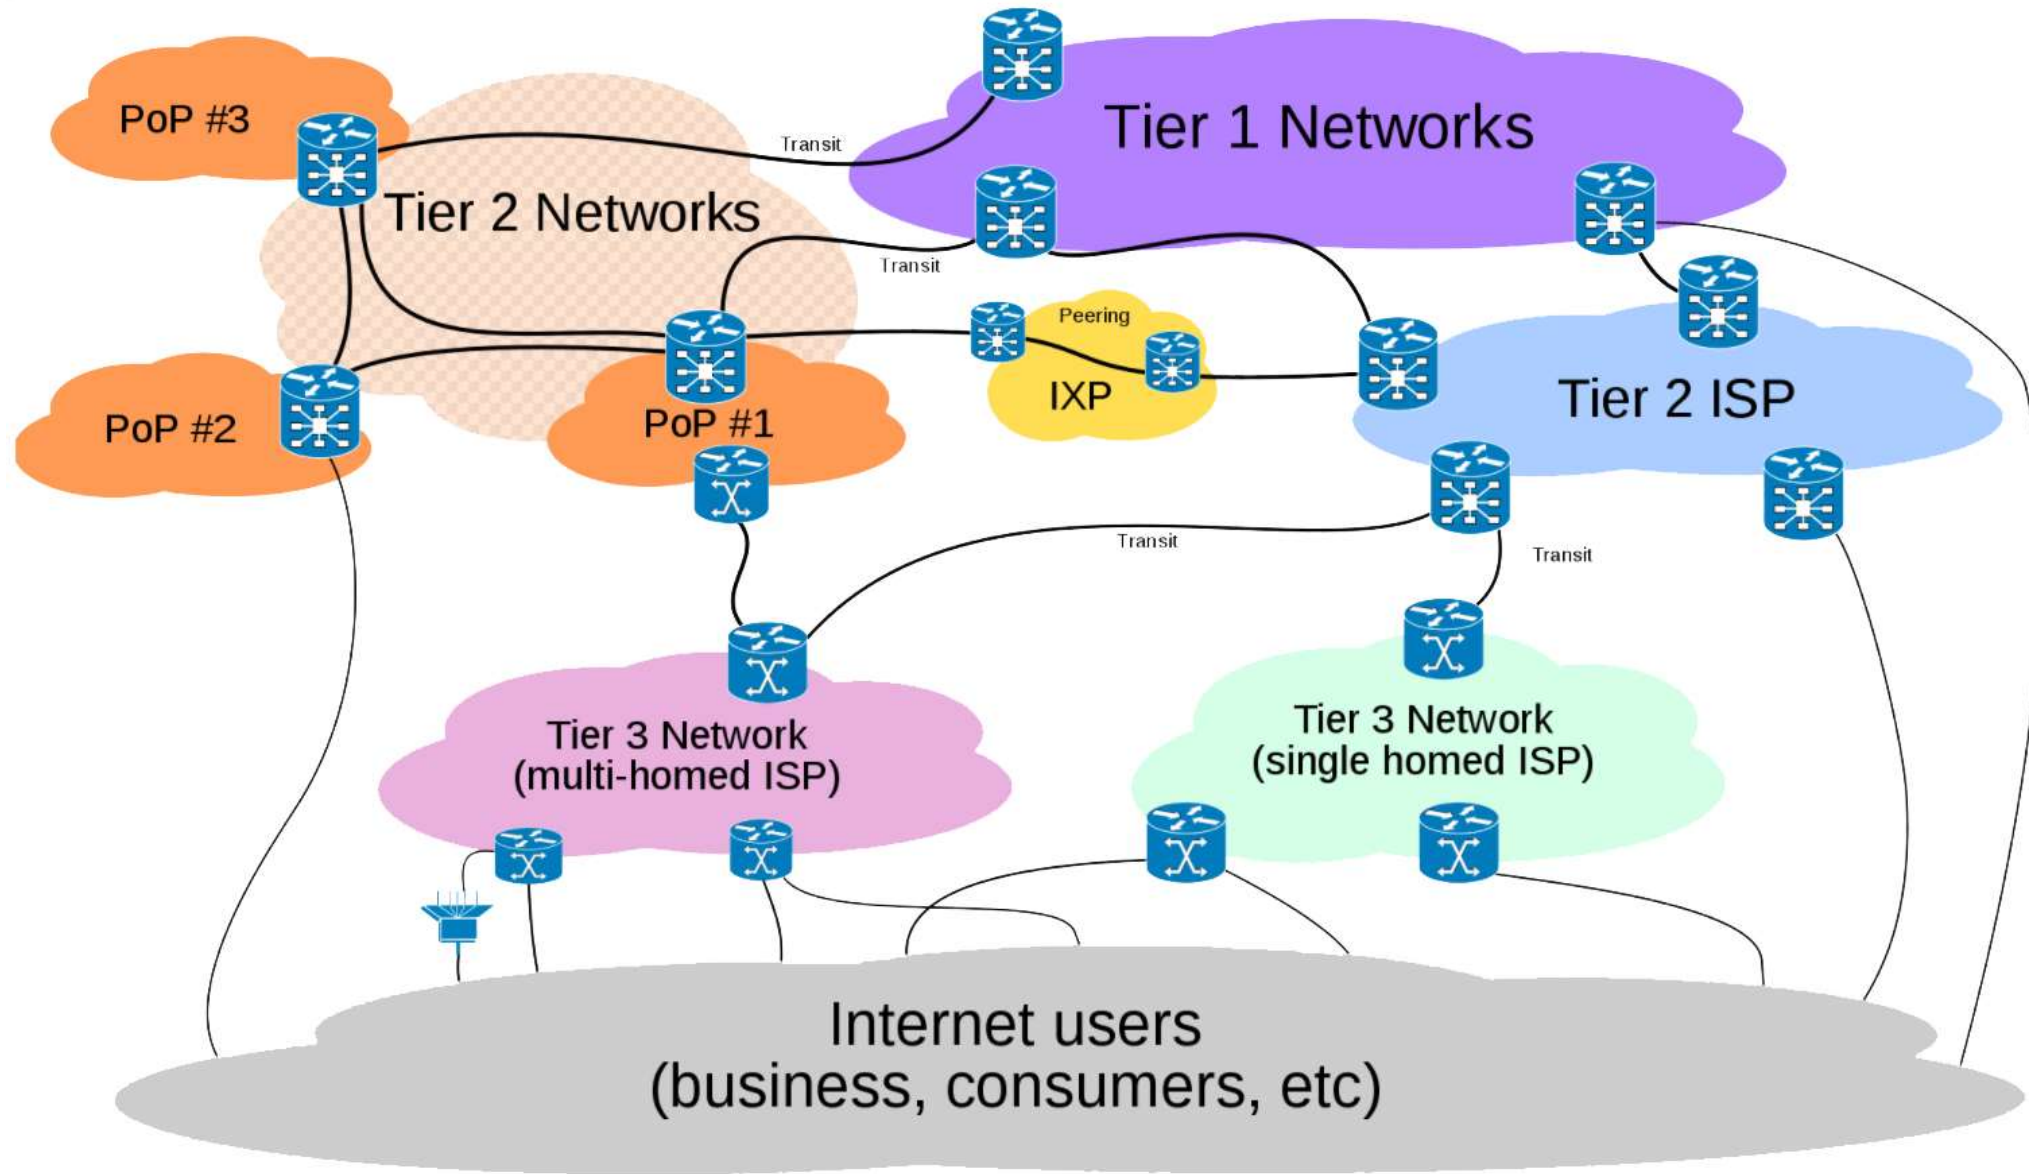 PoP #3
Tier 1 Networks
Transit
Tier 2 Networks
Transit
Peering
IXP
Tier 2 ISP
PoP #2
PoP #1
Transit
Transit
Tier 3 Network
(multi-homed ISP)
Tier 3 Network
(single homed ISP)
Internet users
(business, consumers, etc)